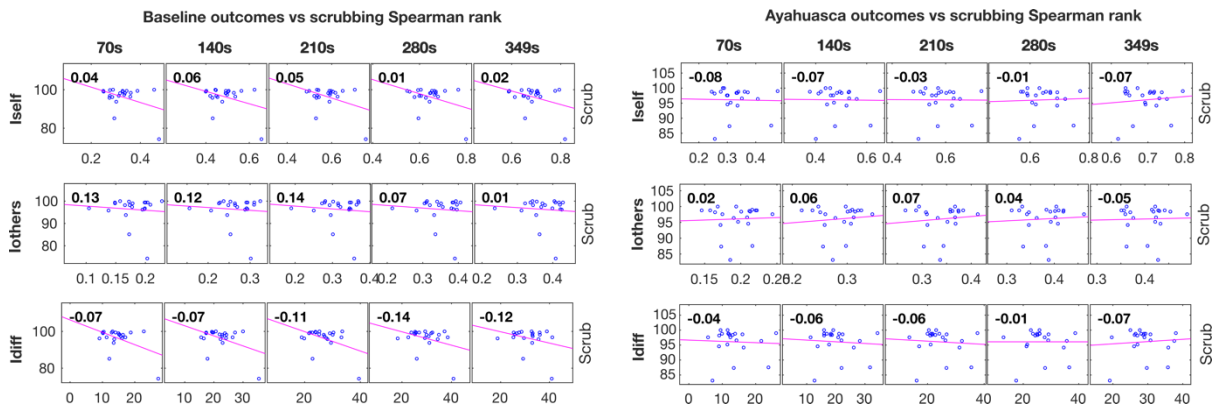 Baseline outcomes vs scrubbing Spearman rank
70s 140s 210s 280s 349s
0.04 0.06 0.05 0.01 0.02
100
80
Iself
Scrub
0.2 0.4 0.4 0.6 0.4 0.6 0.4 0.6 0.8 0.4 0.6 0.8
0.13 0.12 0.14 0.07 0.01
100
90
80
Iothers
Scrub
0.1 0.15 0.2 0.2 0.3 0.2 0.3 0.4 0.2 0.3 0.4 0.2 0.3 0.4
-0.07 -0.07 -0.11 -0.14 -0.12
100
80
Idiff
Scrub
0 10 20 10 20 30 20 40 20 40 20 40
Ayahuasca outcomes vs scrubbing Spearman rank
70s 140s 210s 280s 349s
-0.08 -0.07 -0.03 -0.01 -0.07
100
95
90
85
Iself
Scrub
0.2 0.3 0.4 0.4 0.6 0.4 0.6 0.6 0.8 0.6 0.7 0.8
0.02 0.06 0.07 0.04 -0.05
105
100
95
90
85
Iothers
Scrub
0.15 0.2 0.3 0.3 0.4 0.3 0.4 0.3 0.4
-0.04 -0.06 -0.06 -0.01 -0.07
105
100
95
90
85
Idiff
Scrub
0 10 20 10 20 30 20 40 20 40 20 30 40